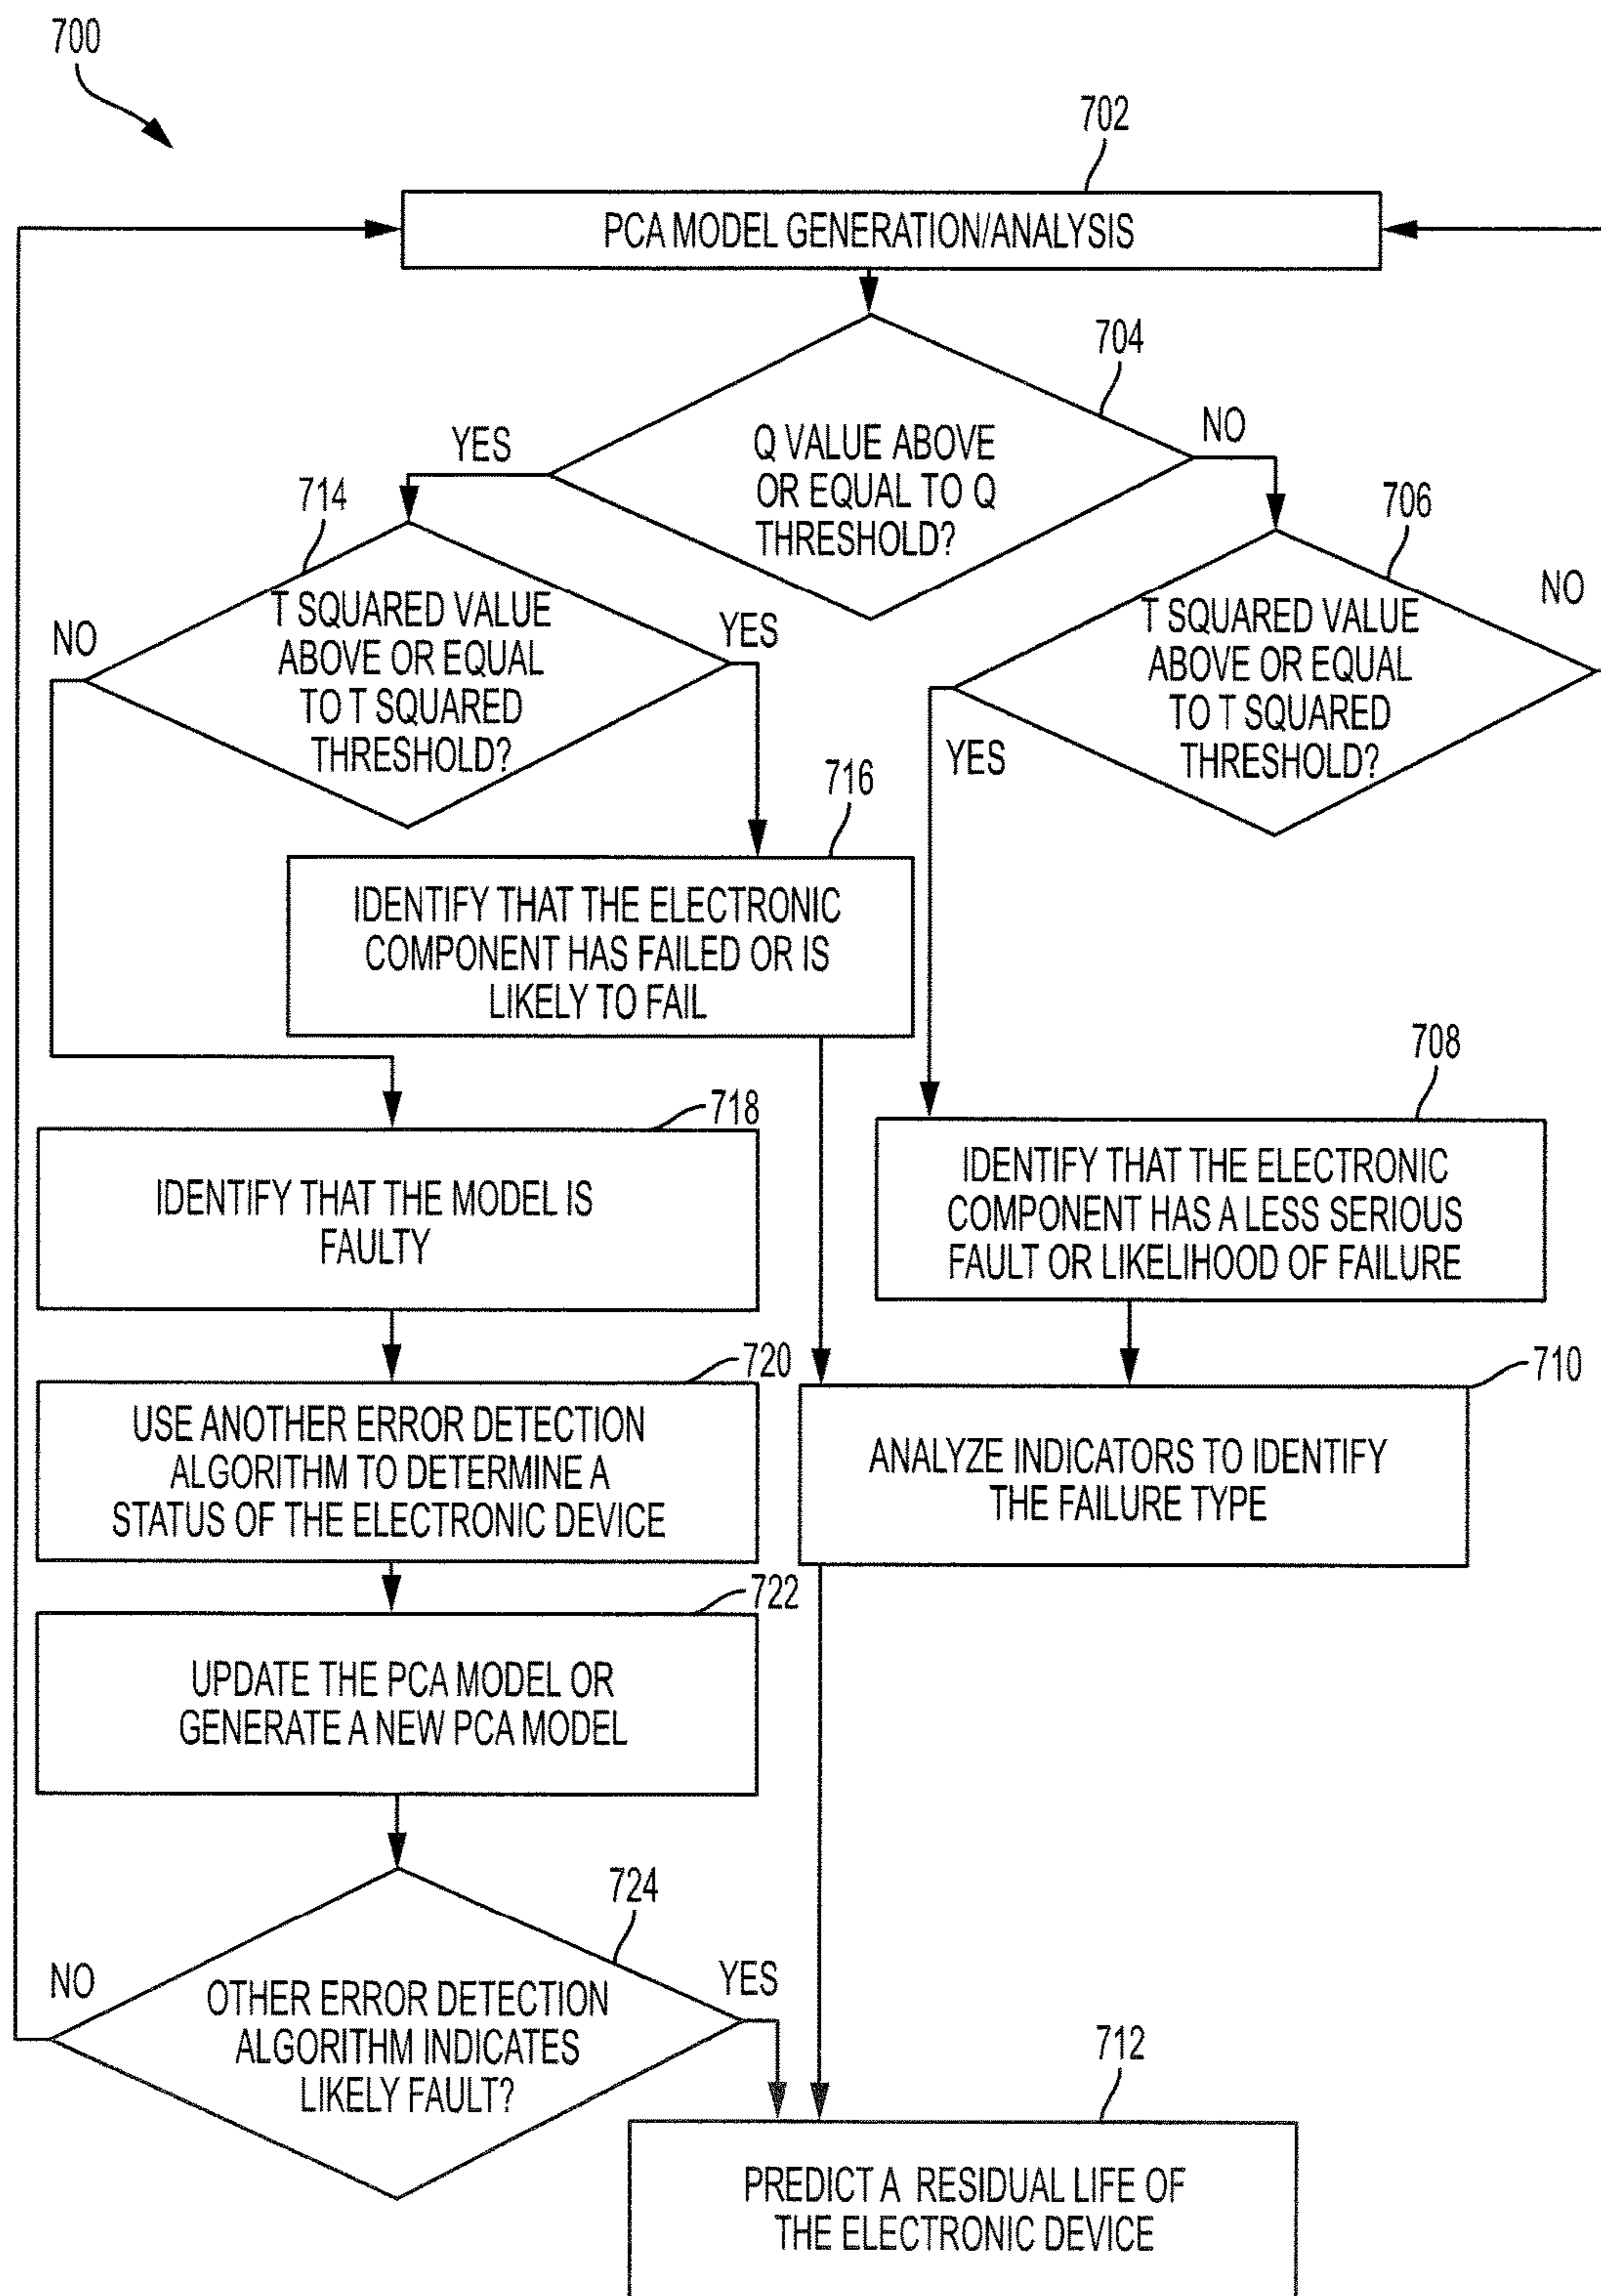 700
702
PCA MODEL GENERATION/ANALYSIS
704
Q VALUE ABOVE
OR EQUAL TO Q
THRESHOLD?
YES
NO
714
T SQUARED VALUE
ABOVE OR EQUAL
TO T SQUARED
THRESHOLD?
NO
YES
706
T SQUARED VALUE
ABOVE OR EQUAL
TO T SQUARED
THRESHOLD?
NO
YES
716
IDENTIFY THAT THE ELECTRONIC
COMPONENT HAS FAILED OR IS
LIKELY TO FAIL
708
IDENTIFY THAT THE ELECTRONIC
COMPONENT HAS A LESS SERIOUS
FAULT OR LIKELIHOOD OF FAILURE
718
IDENTIFY THAT THE MODEL IS
FAULTY
720
USE ANOTHER ERROR DETECTION
ALGORITHM TO DETERMINE A
STATUS OF THE ELECTRONIC DEVICE
710
ANALYZE INDICATORS TO IDENTIFY
THE FAILURE TYPE
722
UPDATE THE PCA MODEL OR
GENERATE A NEW PCA MODEL
724
OTHER ERROR DETECTION
ALGORITHM INDICATES
LIKELY FAULT?
NO
YES
712
PREDICT A RESIDUAL LIFE OF
THE ELECTRONIC DEVICE